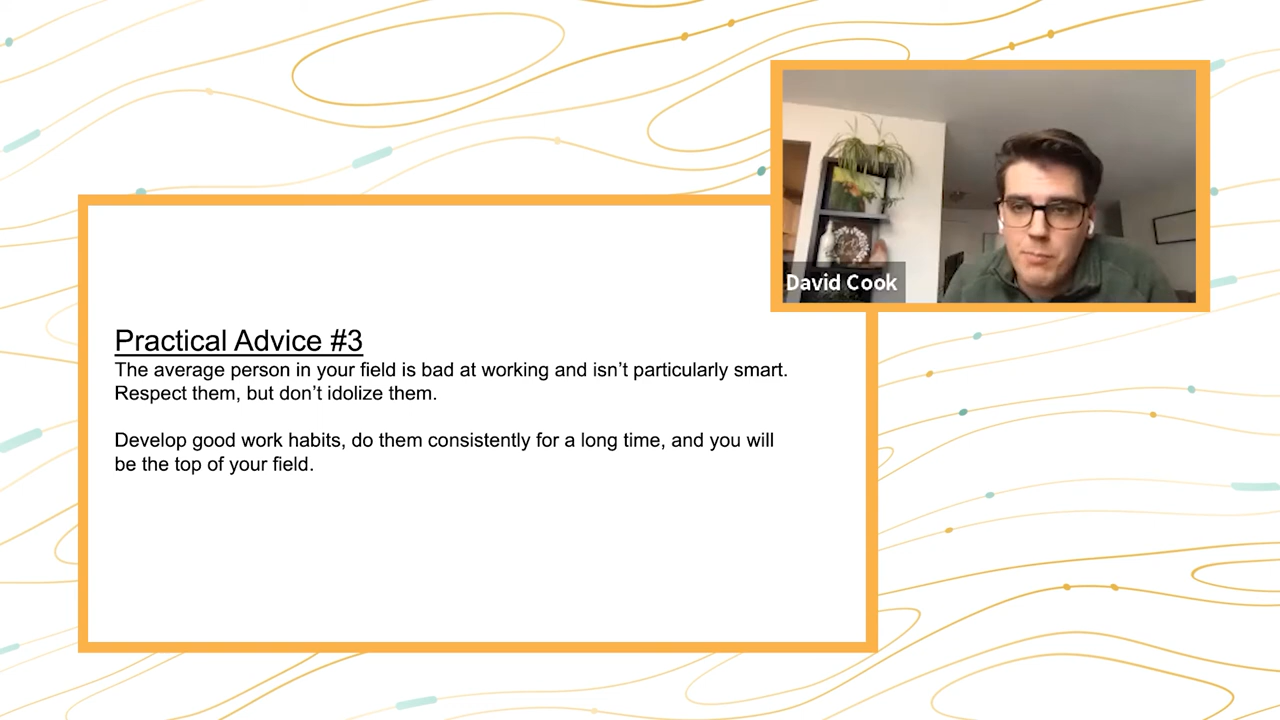 David Cook
Practical Advice #3
The average person in your field is bad at working and isn’t particularly smart.
Respect them, but don’t idolize them.
Develop good work habits, do them consistently for a long time, and you will
be the top of your field.